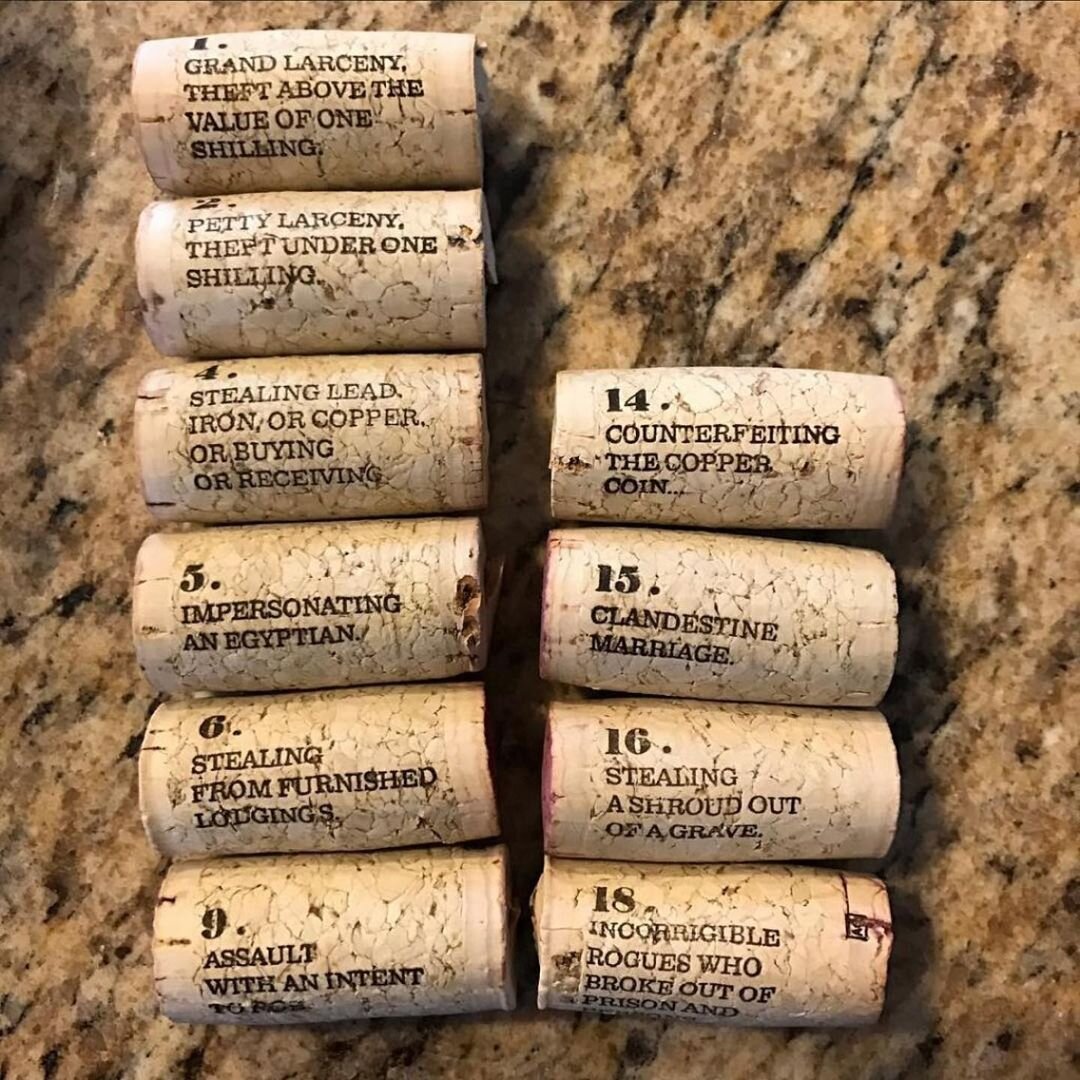 1.
GRAND LARCENY,
THEFT ABOVE THE
VALUE OF ONE
SHILLING.
2.
PETTY LARCENY,
THEFT UNDER ONE
SHILLING.
4.
STEALING LEAD,
IRON, OR COPPER,
OR BUYING
OR RECEIVING
5.
IMPERSONATING
AN EGYPTIAN.
6.
STEALING
FROM FURNISHED
LODGINGS.
9.
ASSAULT
WITH AN INTENT
TO ROB.
14.
COUNTERFEITING
THE COPPER
COIN...
15.
CLANDESTINE
MARRIAGE.
16.
STEALING
A SHROUD OUT
OF A GRAVE.
18.
INCORRIGIBLE
ROGUES WHO
BROKE OUT OF
PRISON AND